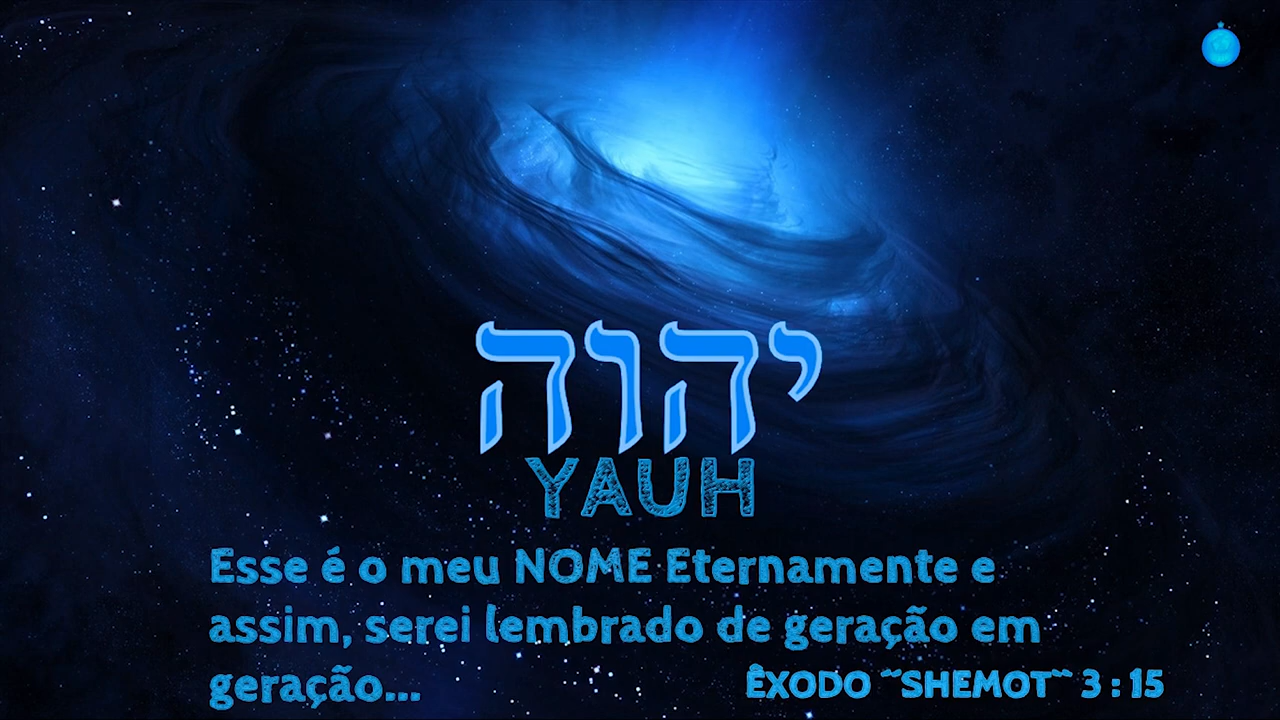 יהוה
YAUH
Esse é o meu NOME Eternamente e
assim, serei lembrado de geração em
geração...
ÊXODO ˜SHEMOT˜ 3 : 15